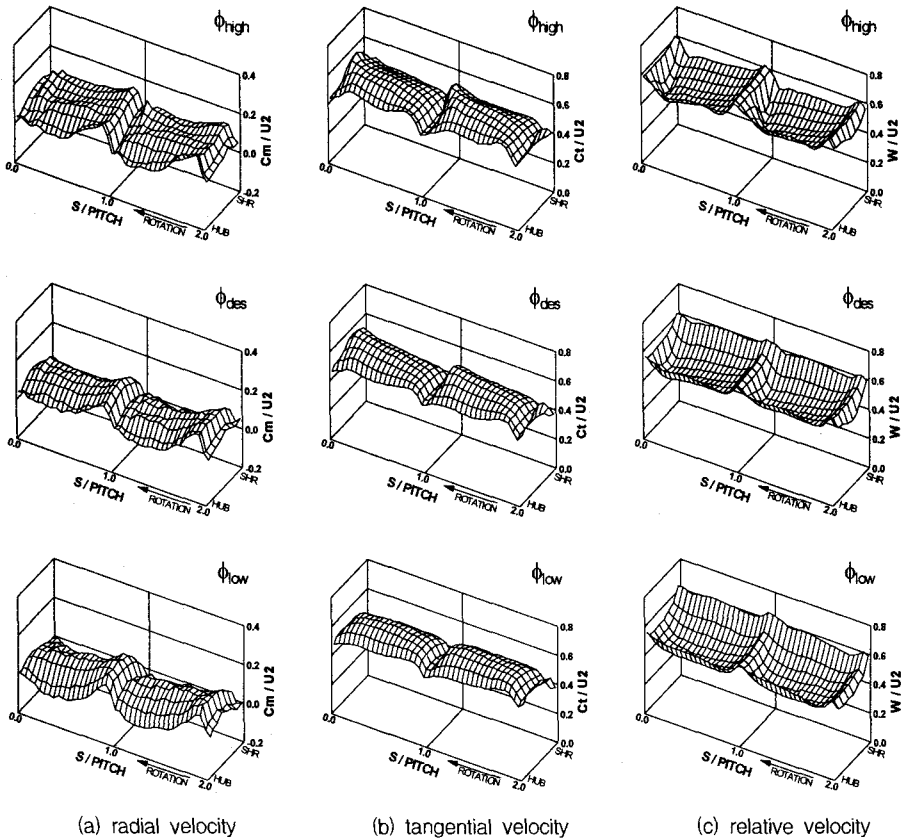 ϕhigh
0.4
0.2
0.0
-0.2
Cm / U2
SHR
HUB
0.0
1.0
2.0
S / PITCH
ROTATION
ϕhigh
0.8
0.6
0.4
0.2
0.0
Ct / U2
SHR
HUB
0.0
1.0
2.0
S / PITCH
ROTATION
ϕhigh
0.8
0.6
0.4
0.2
0.0
W / U2
SHR
HUB
0.0
1.0
2.0
S / PITCH
ROTATION
ϕdes
0.4
0.2
0.0
-0.2
Cm / U2
SHR
HUB
0.0
1.0
2.0
S / PITCH
ROTATION
ϕdes
0.8
0.6
0.4
0.2
0.0
Ct / U2
SHR
HUB
0.0
1.0
2.0
S / PITCH
ROTATION
ϕdes
0.8
0.6
0.4
0.2
0.0
W / U2
SHR
HUB
0.0
1.0
2.0
S / PITCH
ROTATION
ϕlow
0.4
0.2
0.0
-0.2
Cm / U2
SHR
HUB
0.0
1.0
2.0
S / PITCH
ROTATION
ϕlow
0.8
0.6
0.4
0.2
0.0
Ct / U2
SHR
HUB
0.0
1.0
2.0
S / PITCH
ROTATION
ϕlow
0.8
0.6
0.4
0.2
0.0
W / U2
SHR
HUB
0.0
1.0
2.0
S / PITCH
ROTATION
(a) radial velocity
(b) tangential velocity
(c) relative velocity